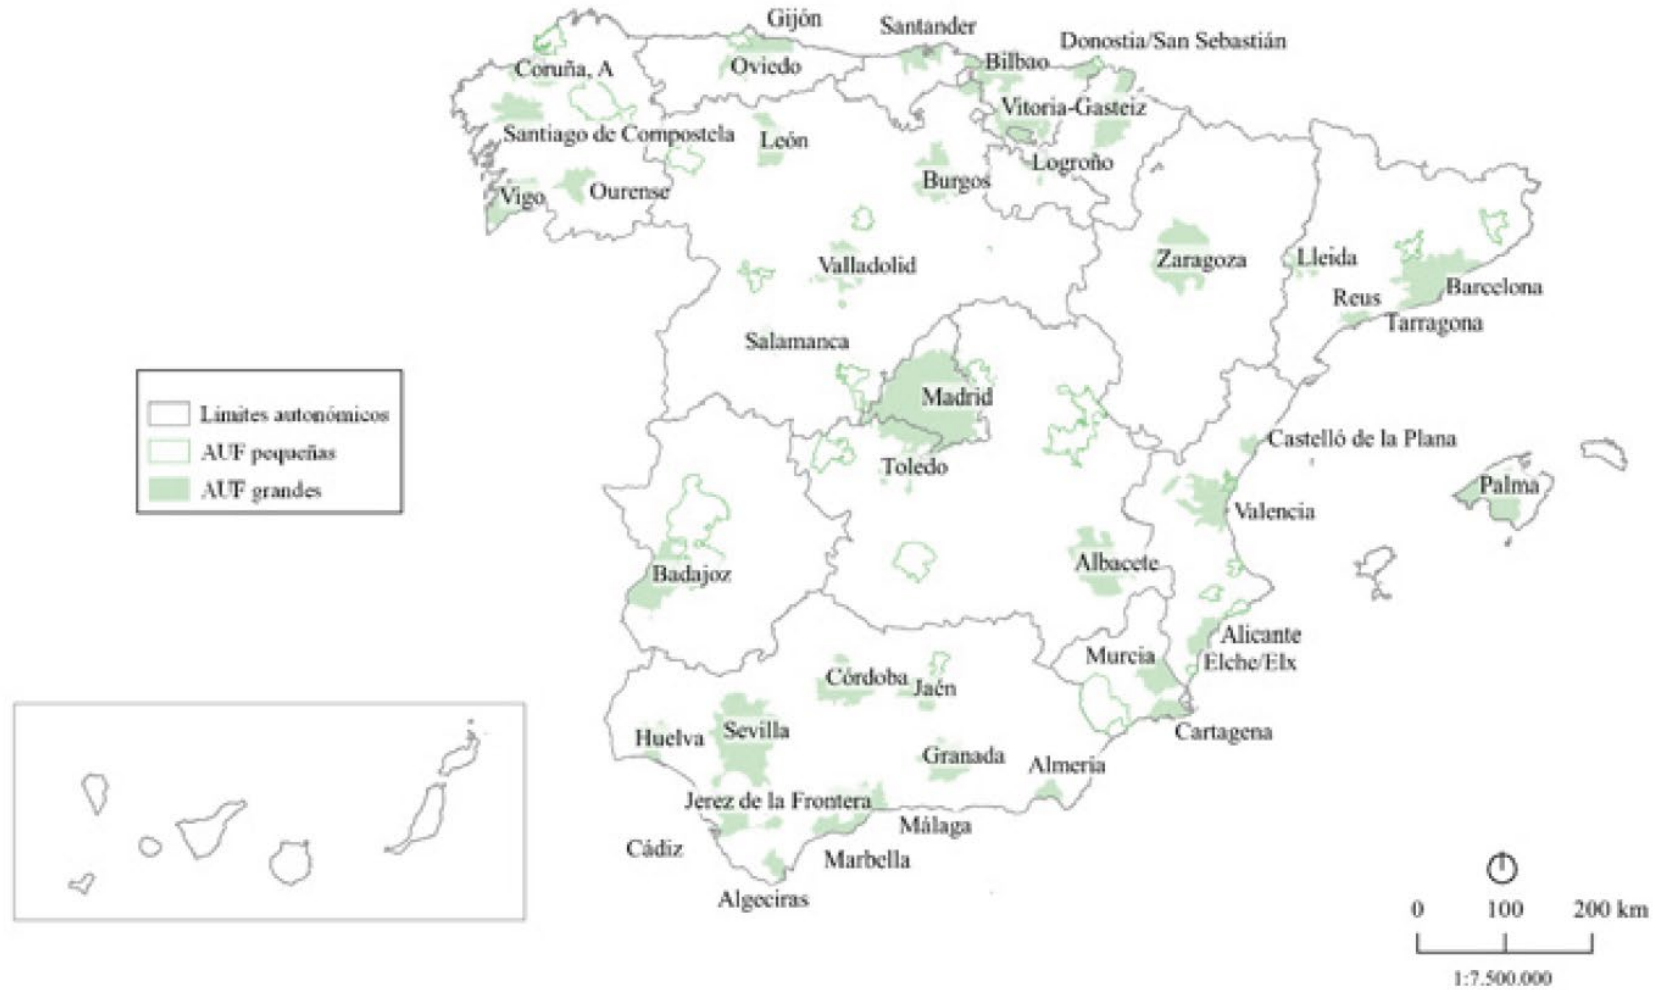 Gijón
Santander
Donostia/San Sebastián
Coruña, A
Oviedo
Bilbao
Vitoria-Gasteiz
Santiago de Compostela
León
Logroño
Vigo
Ourense
Burgos
Valladolid
Zaragoza
Lleida
Barcelona
Reus
Tarragona
Salamanca
Madrid
Límites autonómicos
AUF pequeñas
AUF grandes
Toledo
Castelló de la Plana
Palma
Valencia
Badajoz
Albacete
Alicante
Murcia
Elche/Elx
Córdoba
Jaén
Huelva
Sevilla
Cartagena
Granada
Almería
Jerez de la Frontera
Málaga
Cádiz
Marbella
Algeciras
0 100 200 km
1:7.500.000